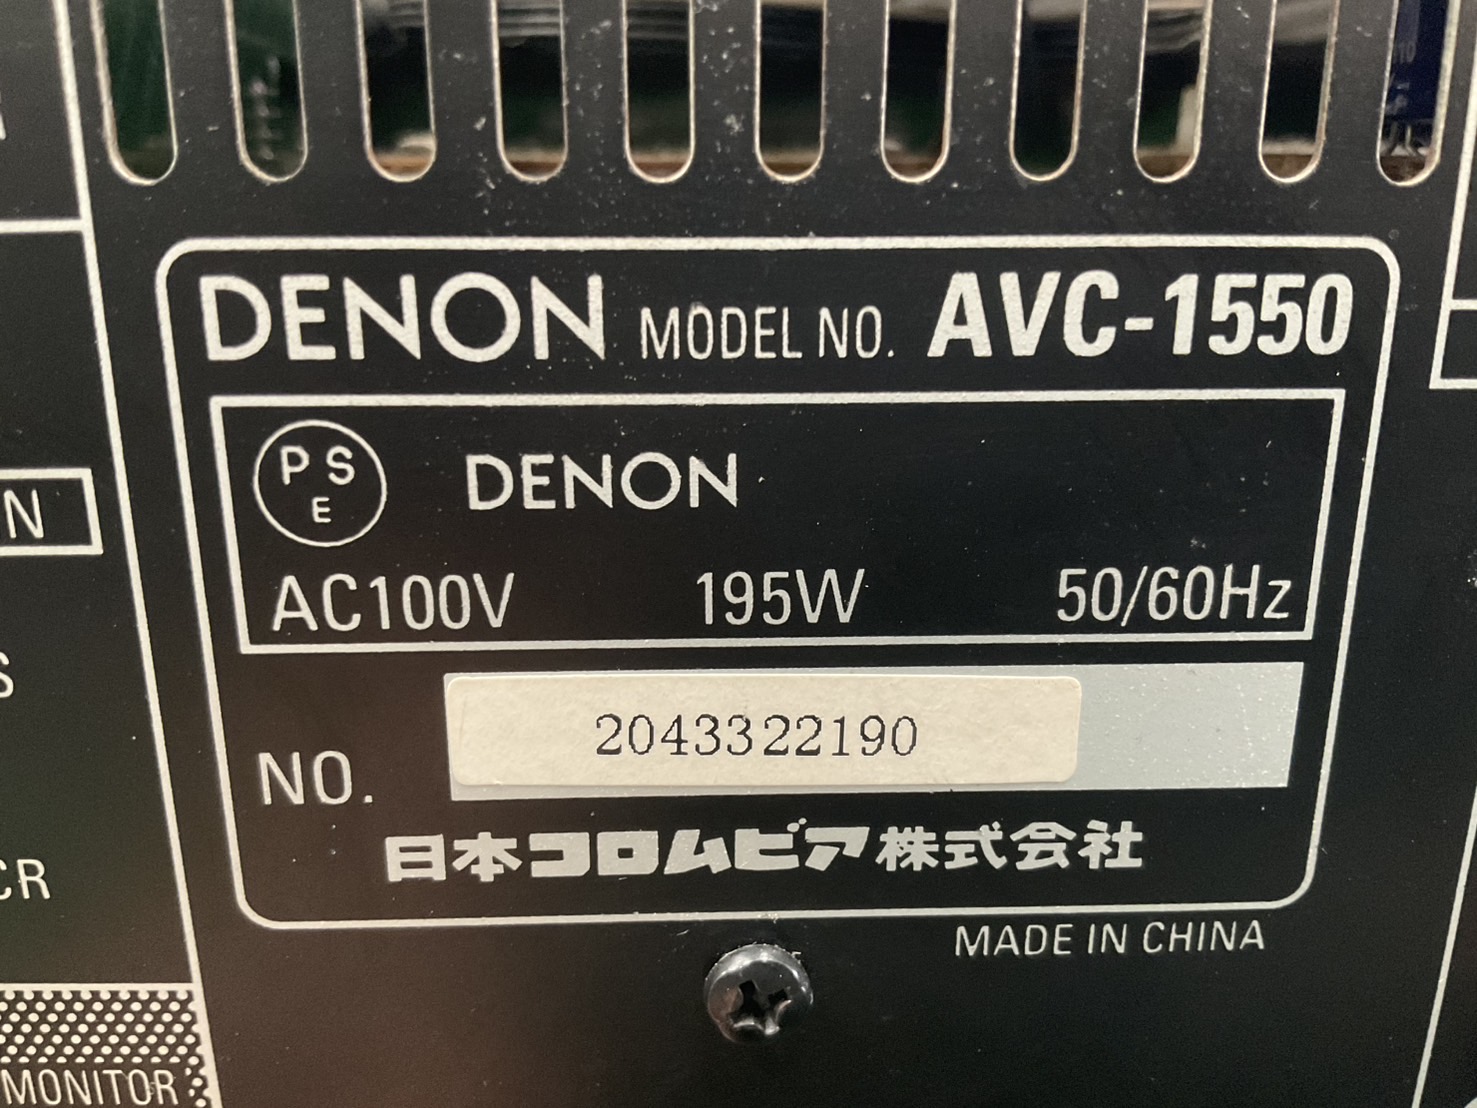 DENON MODEL NO. AVC-1550
PSE DENON
AC100V 195W 50/60Hz
NO. 2043322190
日本コロムビア株式会社
MADE IN CHINA
N
S
CR
MONITOR